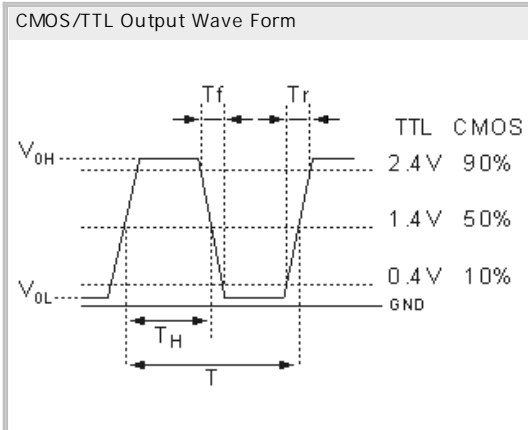 CMOS/TTL Output Wave Form
Tf Tr
TTL CMOS
V0H
2.4V 90%
1.4V 50%
0.4V 10%
V0L
GND
TH
T